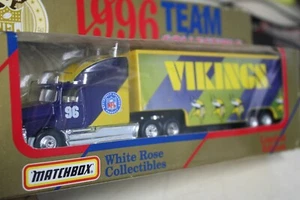 1996 TEAM
VIKINGS
96
MATCHBOX
White Rose
Collectibles